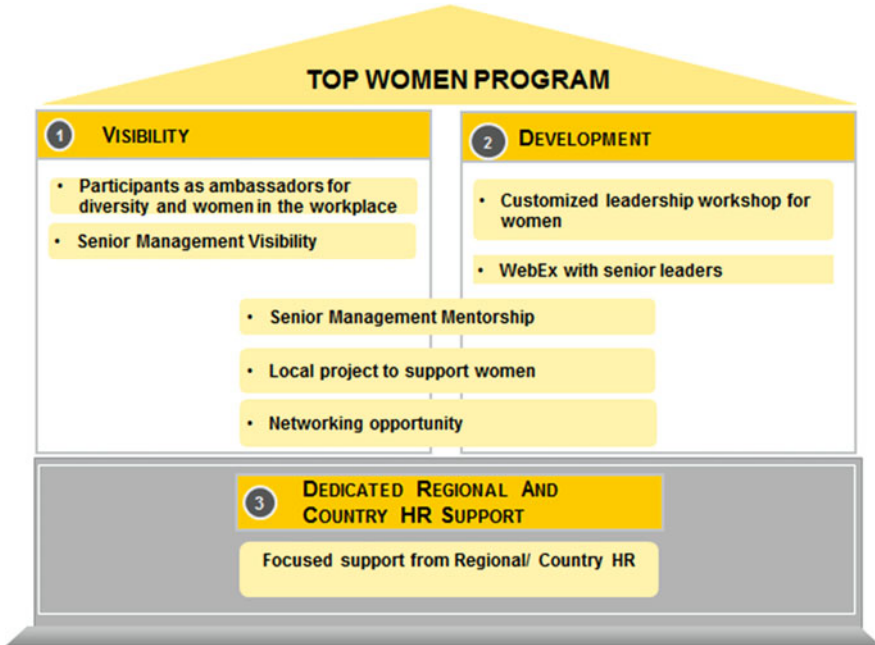 TOP WOMEN PROGRAM
1 VISIBILITY
• Participants as ambassadors for
diversity and women in the workplace
• Senior Management Visibility
2 DEVELOPMENT
• Customized leadership workshop for
women
• WebEx with senior leaders
• Senior Management Mentorship
• Local project to support women
• Networking opportunity
3 DEDICATED REGIONAL AND
COUNTRY HR SUPPORT
Focused support from Regional/ Country HR